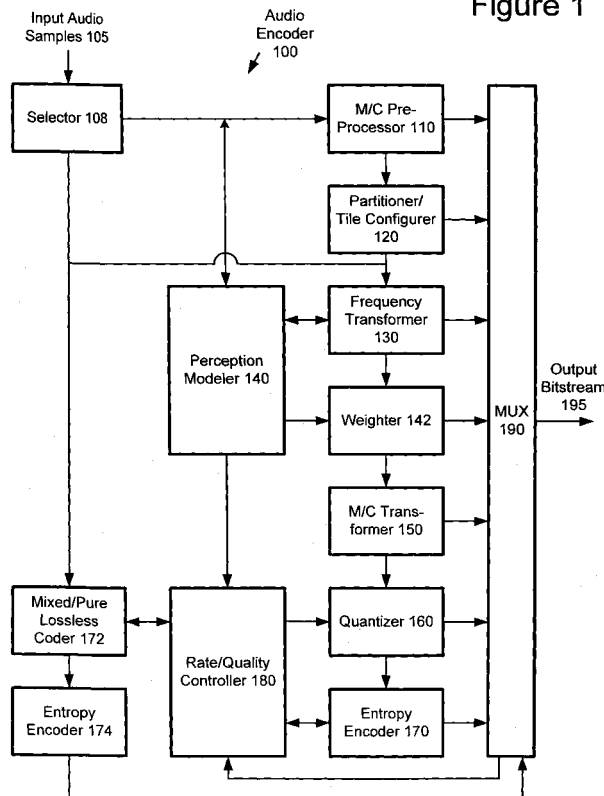 Figure 1
Input Audio
Samples 105
Audio
Encoder
100
Selector 108
M/C Pre-
Processor 110
Partitioner/
Tile Configurer
120
Frequency
Transformer
130
Perception
Modeler 140
Weighter 142
MUX
190
Output
Bitstream
195
M/C Trans-
former 150
Mixed/Pure
Lossless
Coder 172
Rate/Quality
Controller 180
Quantizer 160
Entropy
Encoder 174
Entropy
Encoder 170